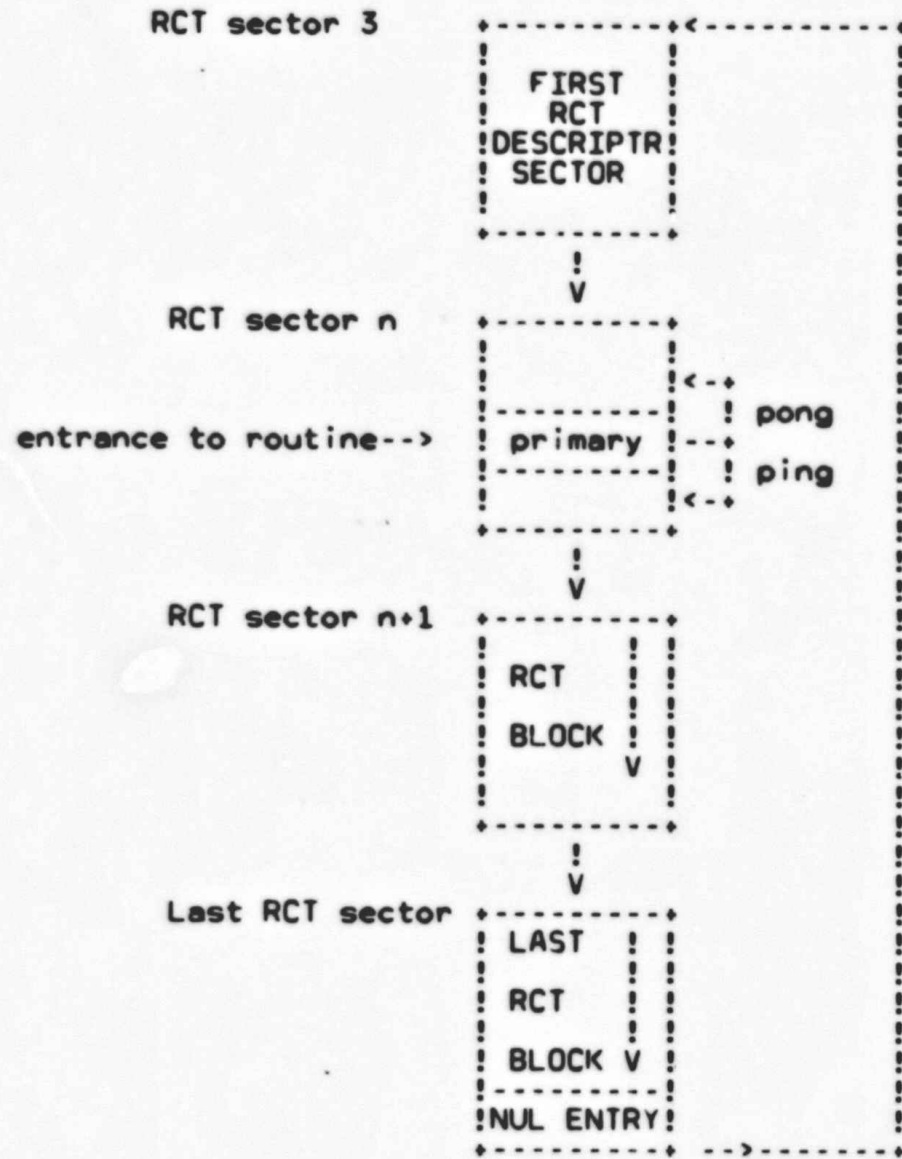 RCT sector 3
FIRST
RCT
DESCRIPTR
SECTOR
RCT sector n
pong
entrance to routine--> primary
ping
RCT sector n+1
RCT
BLOCK
Last RCT sector
LAST
RCT
BLOCK
NUL ENTRY